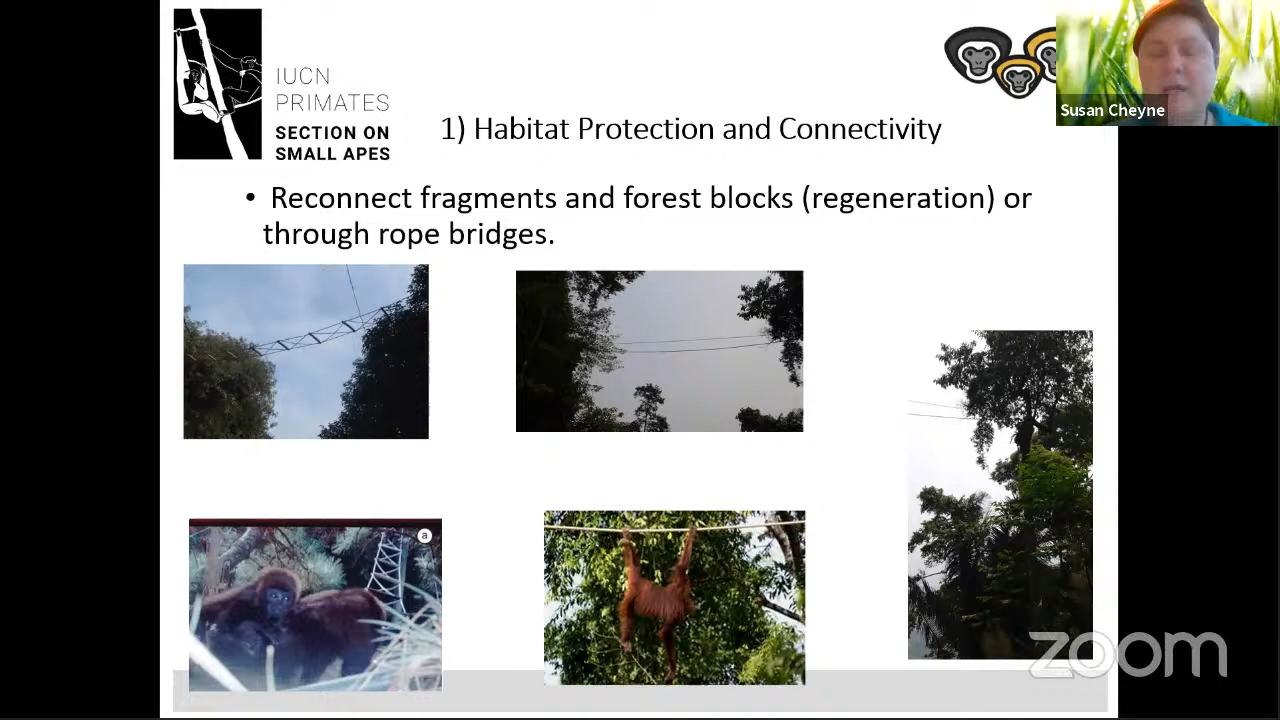 IUCN
PRIMATES
SECTION ON
SMALL APES
Susan Cheyne
1) Habitat Protection and Connectivity
• Reconnect fragments and forest blocks (regeneration) or
through rope bridges.
a
zoom